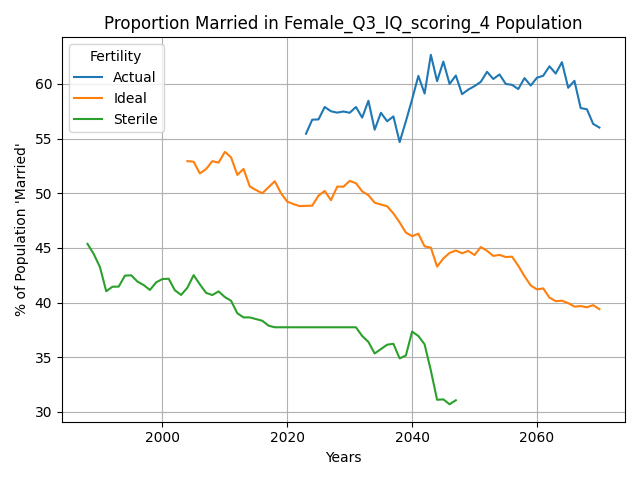 Proportion Married in Female_Q3_IQ_scoring_4 Population
Fertility
Actual
Ideal
Sterile
% of Population 'Married'
60
55
50
45
40
35
30
2000
2020
2040
2060
Years